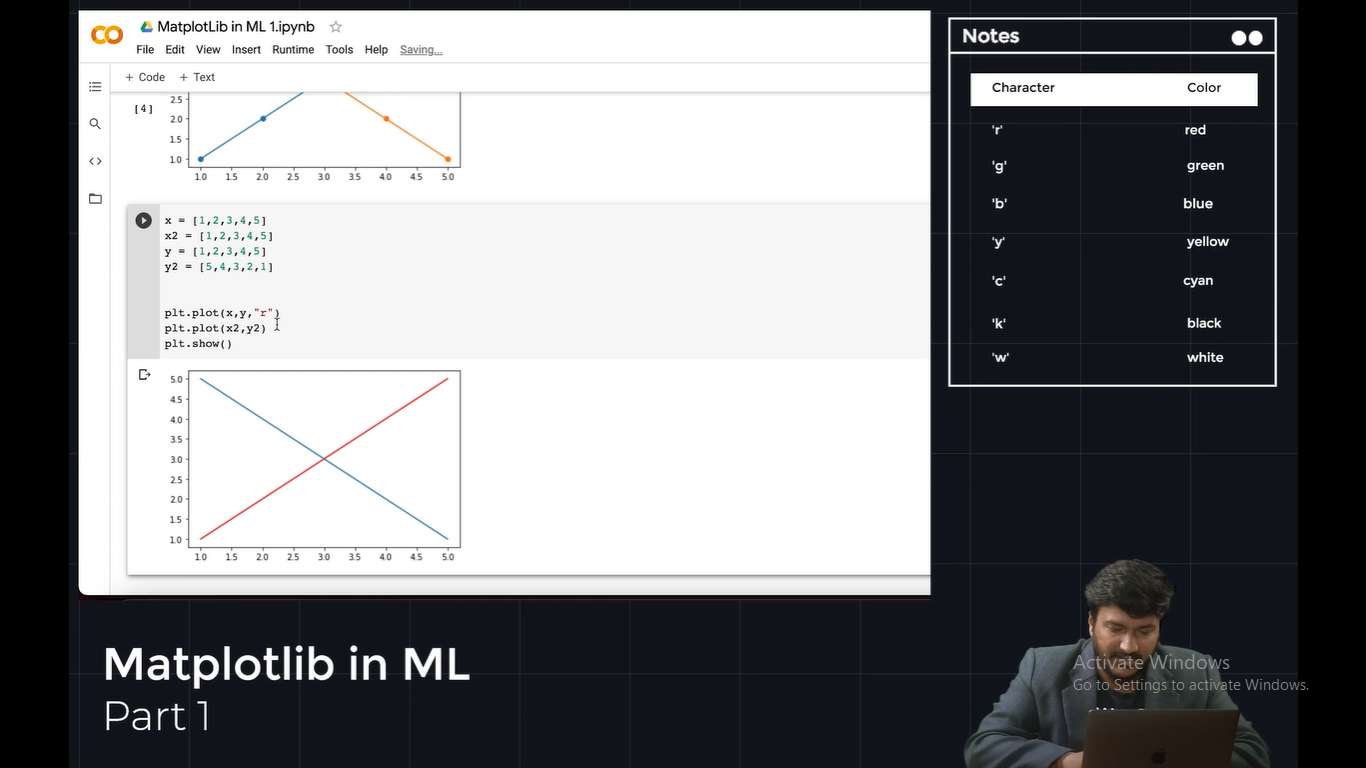 MatplotLib in ML 1.ipynb
File Edit View Insert Runtime Tools Help Saving...
+ Code + Text
[4]
2.5
2.0
1.5
1.0
1.0 1.5 2.0 2.5 3.0 3.5 4.0 4.5 5.0
x = [1,2,3,4,5]
x2 = [1,2,3,4,5]
y = [1,2,3,4,5]
y2 = [5,4,3,2,1]
plt.plot(x,y,"r")
plt.plot(x2,y2)
plt.show()
5.0
4.5
4.0
3.5
3.0
2.5
2.0
1.5
1.0
1.0 1.5 2.0 2.5 3.0 3.5 4.0 4.5 5.0
Notes
Character Color
'r' red
'g' green
'b' blue
'y' yellow
'c' cyan
'k' black
'w' white
Matplotlib in ML
Part 1
Activate Windows
Go to Settings to activate Windows.